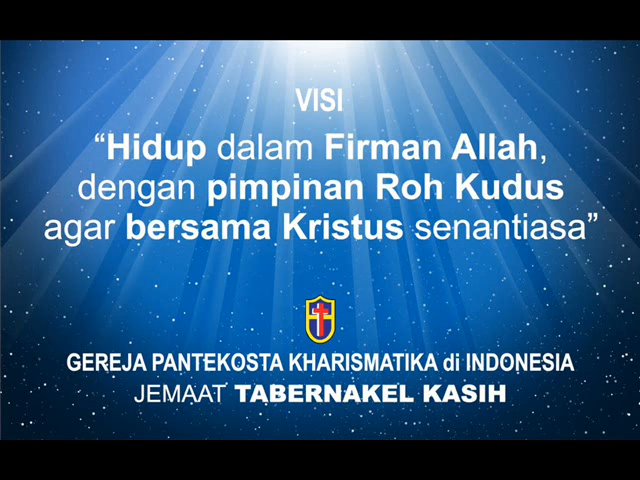 VISI
“Hidup dalam Firman Allah,
dengan pimpinan Roh Kudus
agar bersama Kristus senantiasa”
GEREJA PANTEKOSTA KHARISMATIKA di INDONESIA
JEMAAT TABERNAKEL KASIH